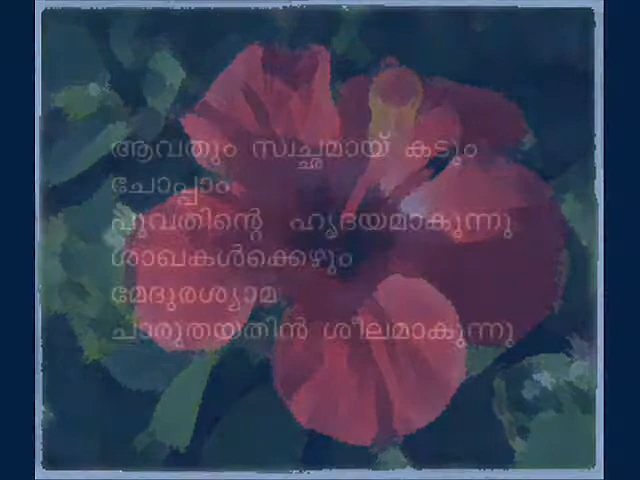 ആവതും സ്വച്ഛമായ് കടും
ചോപ്പാം
പൂവതിന്റെ ഹൃദയമാകുന്നു
ശാഖകൾക്കെഴും
മേദുരശ്യാമ
ചാരുതയതിൻ ശീലമാകുന്നു